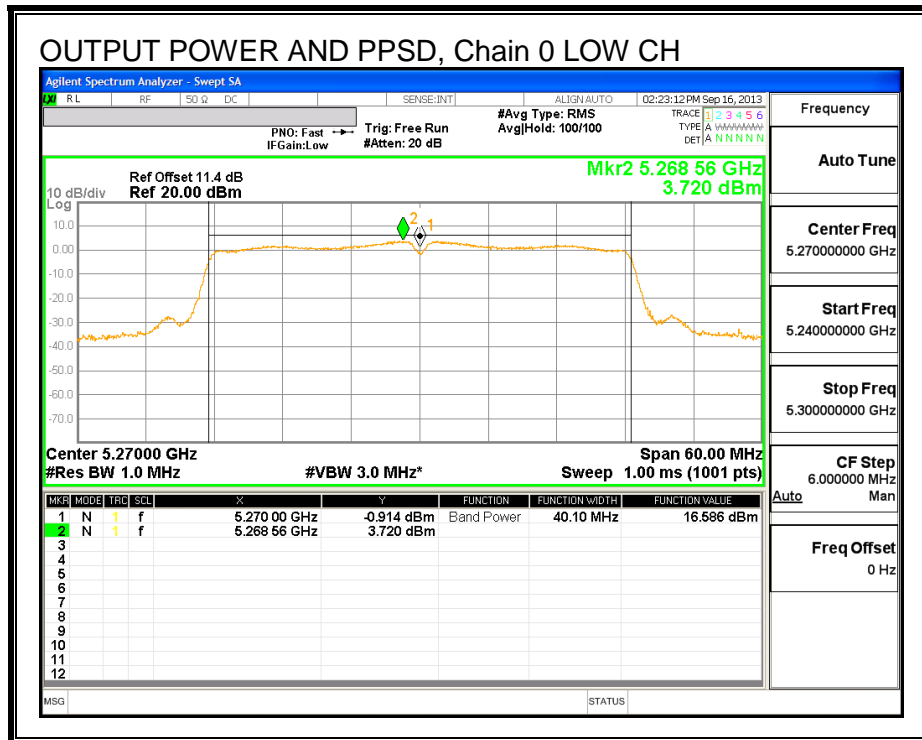 OUTPUT POWER AND PPSD, Chain 0 LOW CH
Agilent Spectrum Analyzer - Swept SA
LXI RL RF 50 Ω DC SENSE:INT ALIGN AUTO 02:23:12 PM Sep 16, 2013
PNO: Fast Trig: Free Run #Avg Type: RMS TRACE 1 2 3 4 5 6
IFGain:Low #Atten: 20 dB Avg|Hold: 100/100 TYPE A WWWWW
DET A N N N N N
Mkr2 5.268 56 GHz
3.720 dBm
Ref Offset 11.4 dB
10 dB/div Ref 20.00 dBm
Log
2 1
10.0
0.00
-10.0
-20.0
-30.0
-40.0
-50.0
-60.0
-70.0
Center 5.27000 GHz Span 60.00 MHz
#Res BW 1.0 MHz #VBW 3.0 MHz* Sweep 1.00 ms (1001 pts)
MKR MODE TRC SCL X Y FUNCTION FUNCTION WIDTH FUNCTION VALUE
1 N 1 f 5.270 00 GHz -0.914 dBm Band Power 40.10 MHz 16.586 dBm
2 N 1 f 5.268 56 GHz 3.720 dBm
3
4
5
6
7
8
9
10
11
12
MSG STATUS
Frequency
Auto Tune
Center Freq
5.270000000 GHz
Start Freq
5.240000000 GHz
Stop Freq
5.300000000 GHz
CF Step
6.000000 MHz
Auto Man
Freq Offset
0 Hz